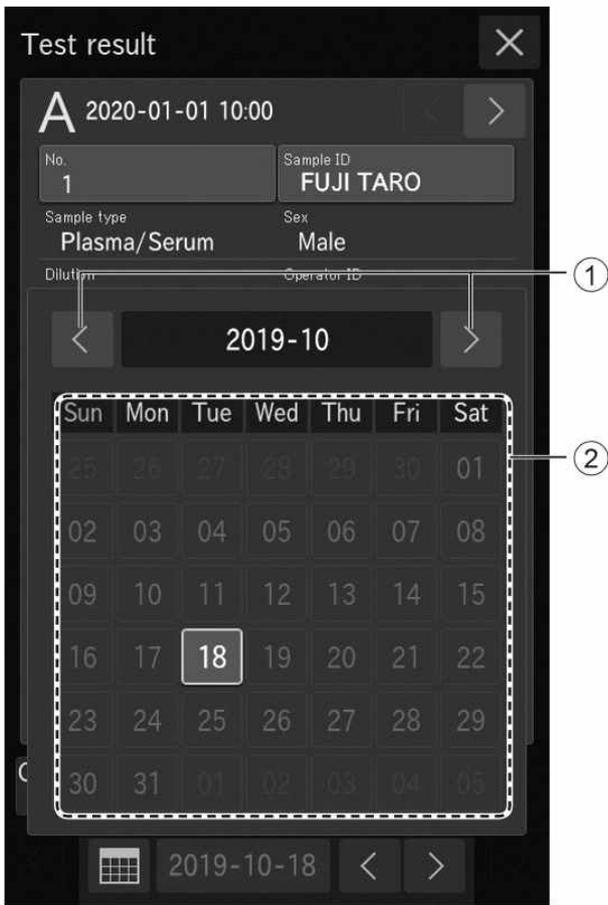 Test result
A 2020-01-01 10:00
No.
1
Sample ID
FUJI TARO
Sample type
Plasma/Serum
Sex
Male
Dilution
Operator ID
①
2019-10
Sun Mon Tue Wed Thu Fri Sat
②
25 26 27 28 29 30 01
02 03 04 05 06 07 08
09 10 11 12 13 14 15
16 17 18 19 20 21 22
23 24 25 26 27 28 29
30 31 01 02 03 04 05
2019-10-18